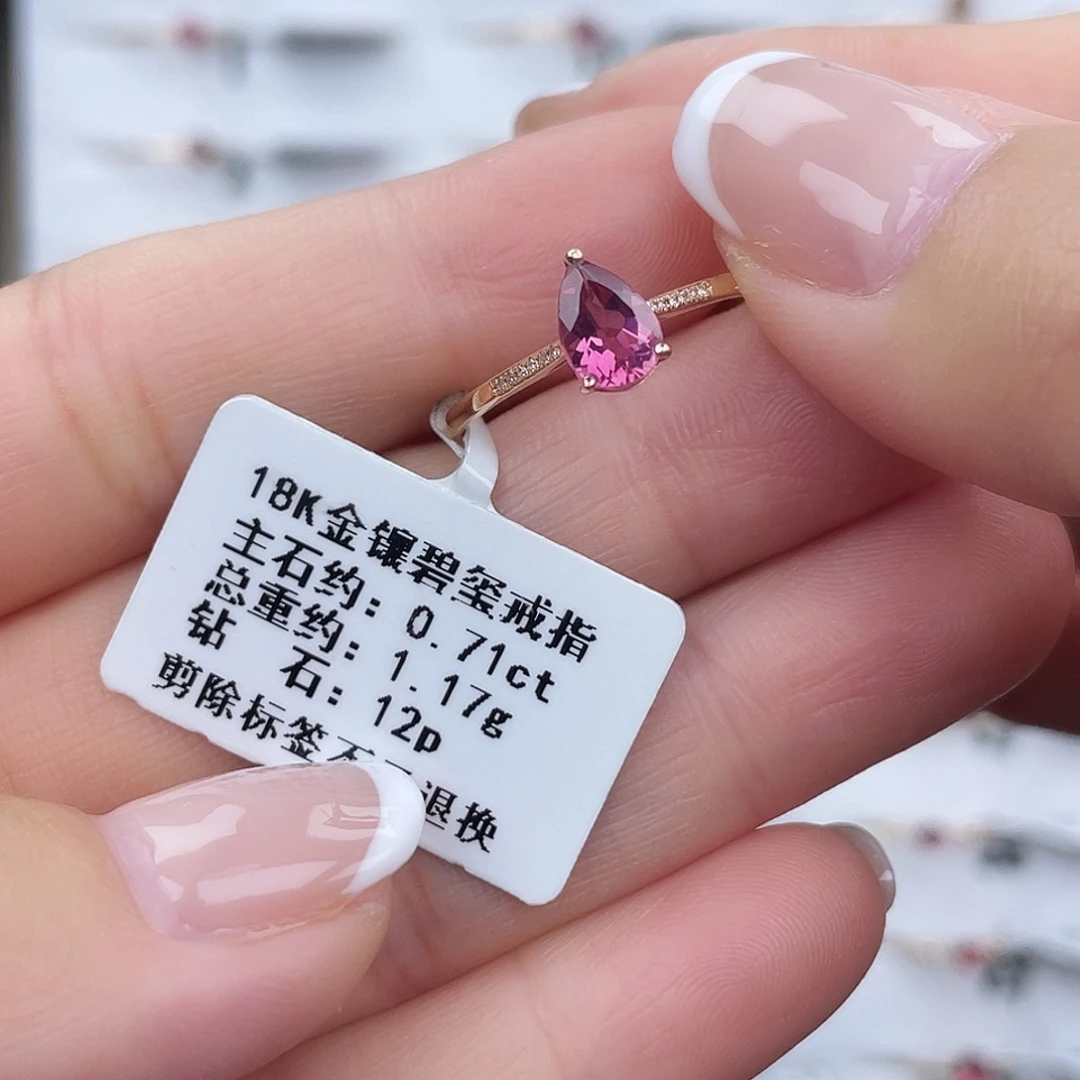 18K金镶碧玺戒指
主石约: 0.71ct
总重约: 1.17g
钻 石: 12p
剪除标签不 退换